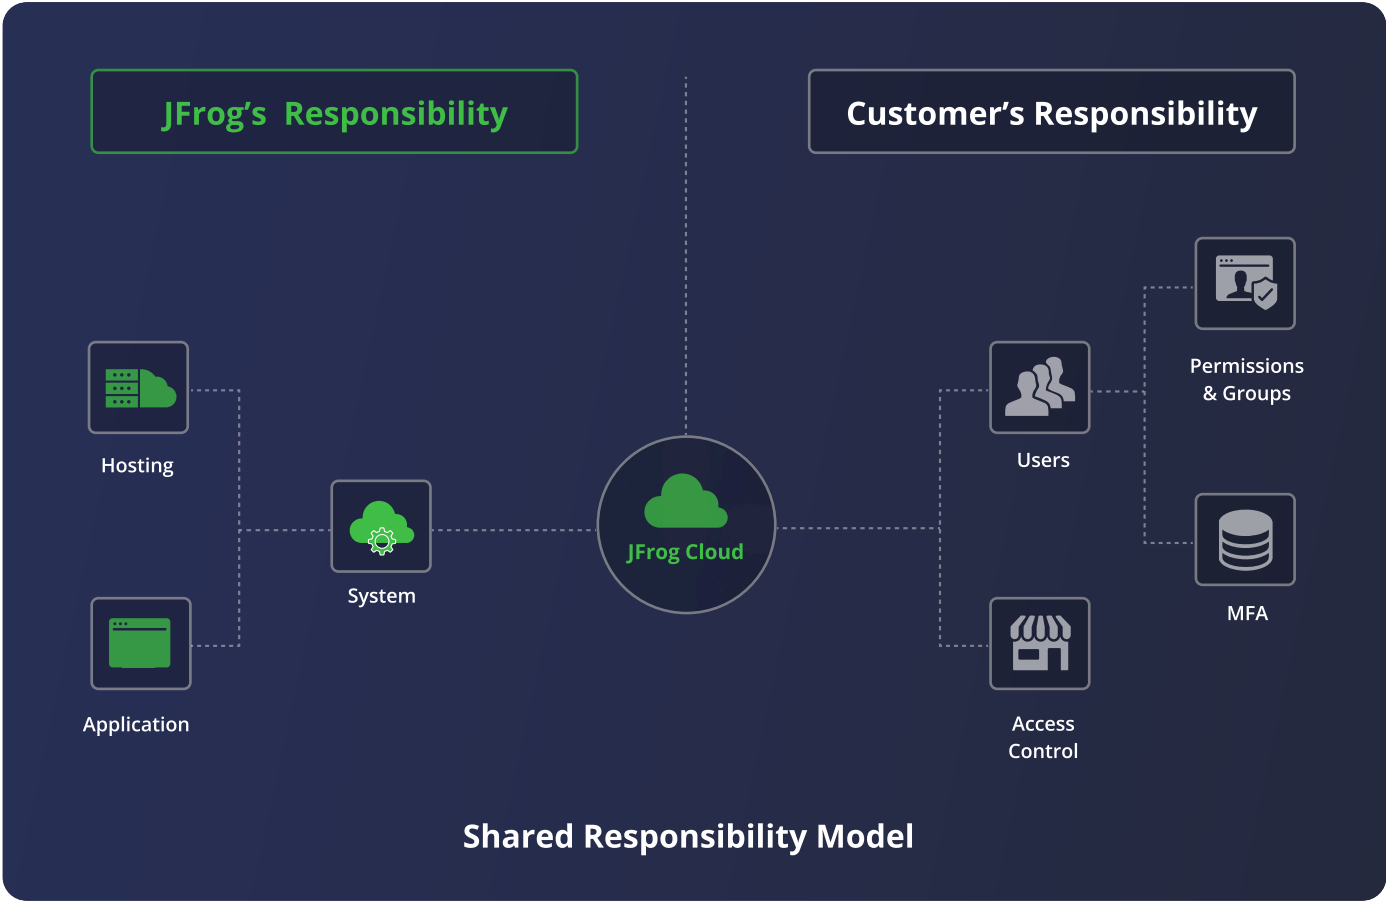 JFrog’s Responsibility
Customer’s Responsibility
Hosting
System
Application
JFrog Cloud
Users
Permissions
& Groups
MFA
Access
Control
Shared Responsibility Model